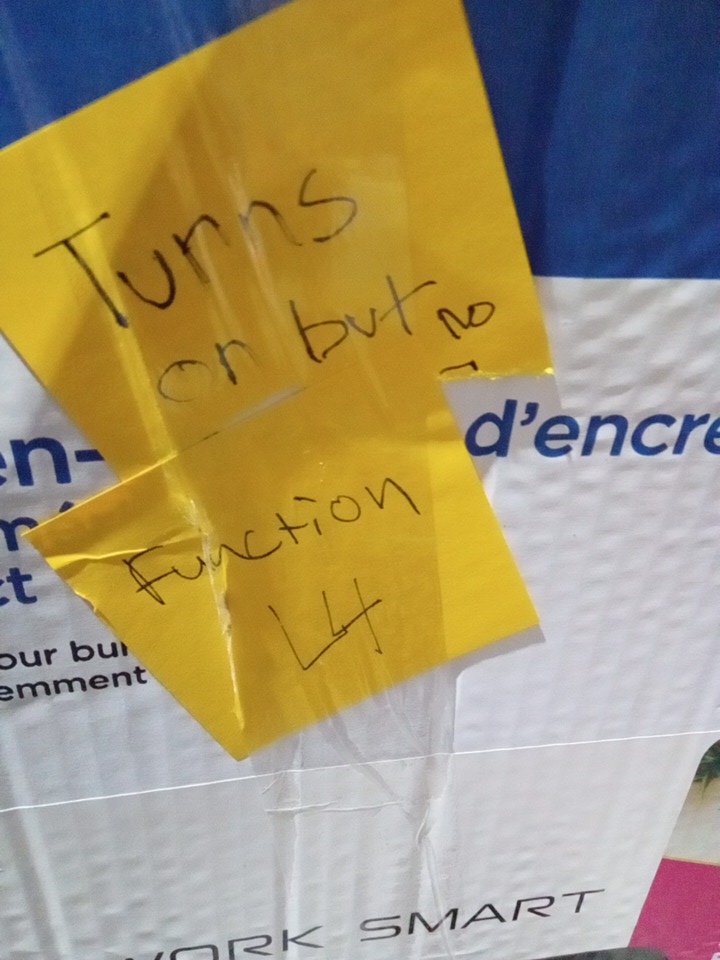 Turns
on but no
Function
L4
d'encre
en-
ct
our bu
emment
WORK SMART